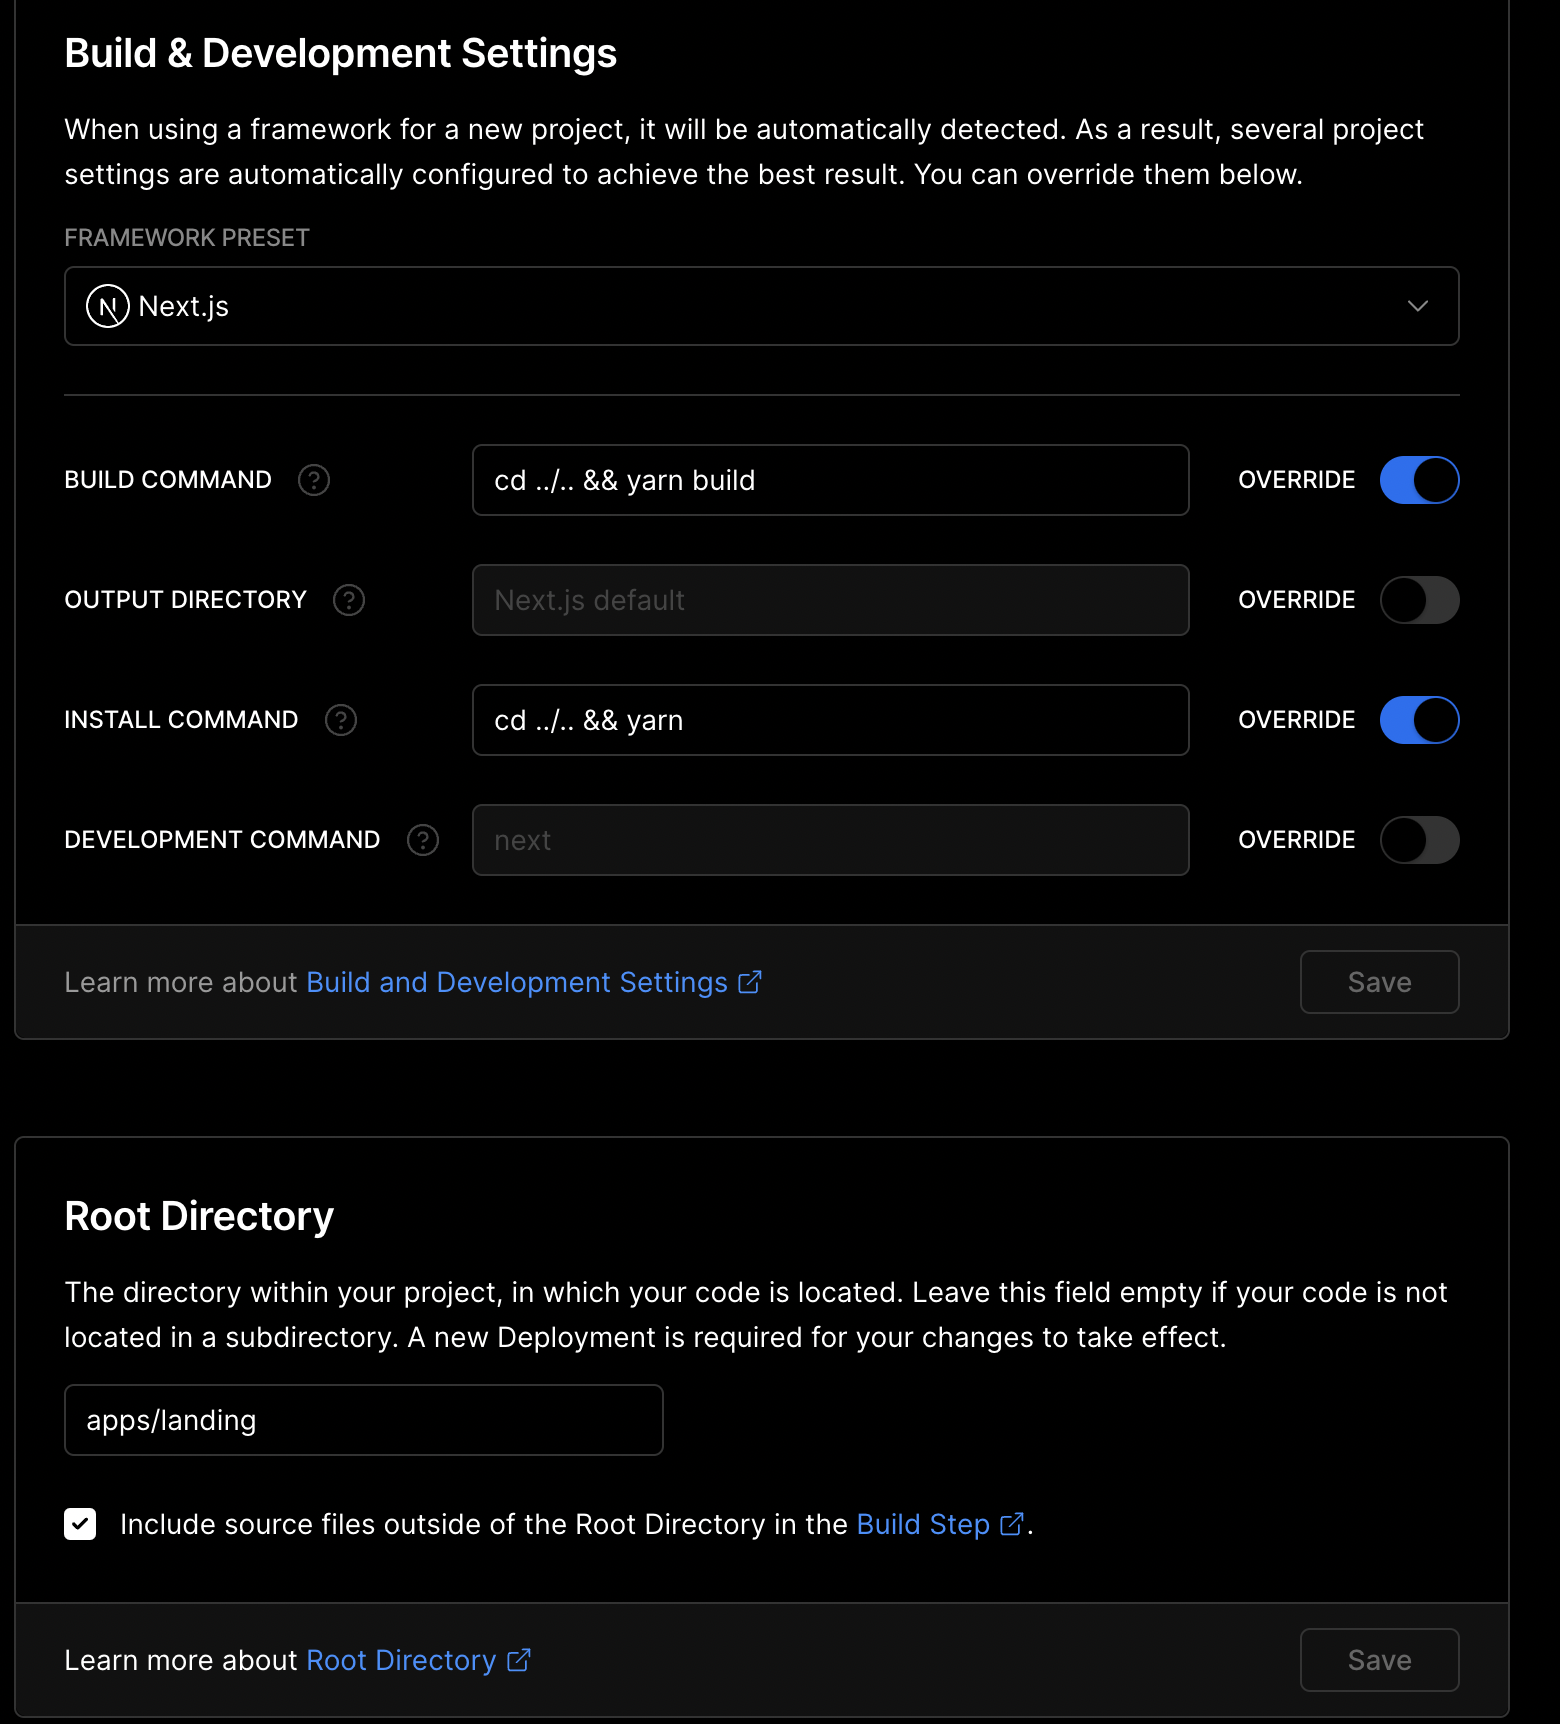 Build & Development Settings
When using a framework for a new project, it will be automatically detected. As a result, several project
settings are automatically configured to achieve the best result. You can override them below.
FRAMEWORK PRESET
Next.js
BUILD COMMAND
cd ../.. && yarn build
OVERRIDE
OUTPUT DIRECTORY
Next.js default
OVERRIDE
INSTALL COMMAND
cd ../.. && yarn
OVERRIDE
DEVELOPMENT COMMAND
next
OVERRIDE
Learn more about Build and Development Settings
Save
Root Directory
The directory within your project, in which your code is located. Leave this field empty if your code is not
located in a subdirectory. A new Deployment is required for your changes to take effect.
apps/landing
Include source files outside of the Root Directory in the Build Step.
Learn more about Root Directory
Save